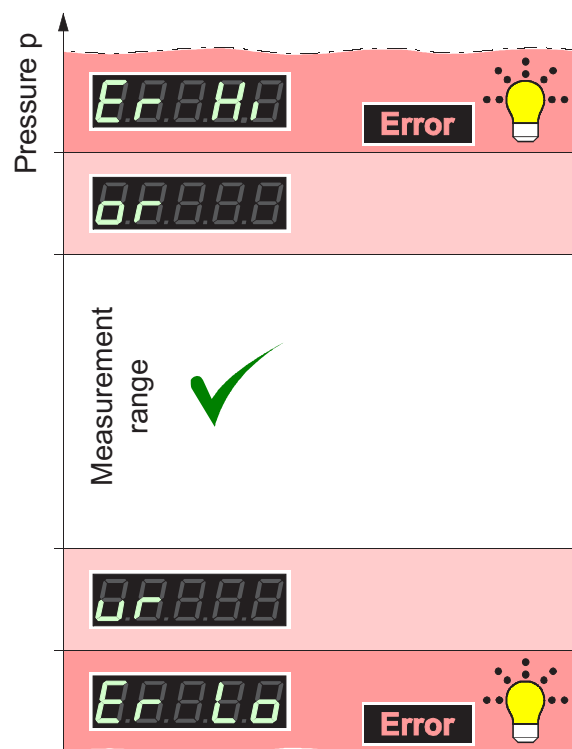 Pressure p
Er Hi
Error
or
Measurement
range
ur
Er Lo
Error